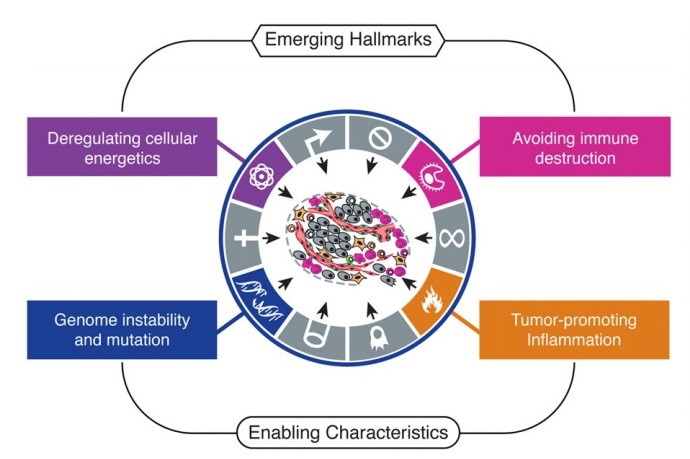 Emerging Hallmarks
Deregulating cellular
energetics
Avoiding immune
destruction
Genome instability
and mutation
Tumor-promoting
Inflammation
Enabling Characteristics